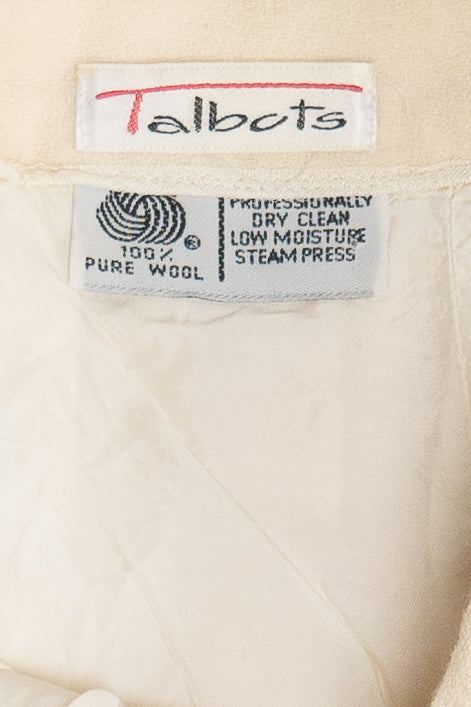 Talbots
100%
PURE WOOL
®
PROFESSIONALLY
DRY CLEAN
LOW MOISTURE
STEAM PRESS